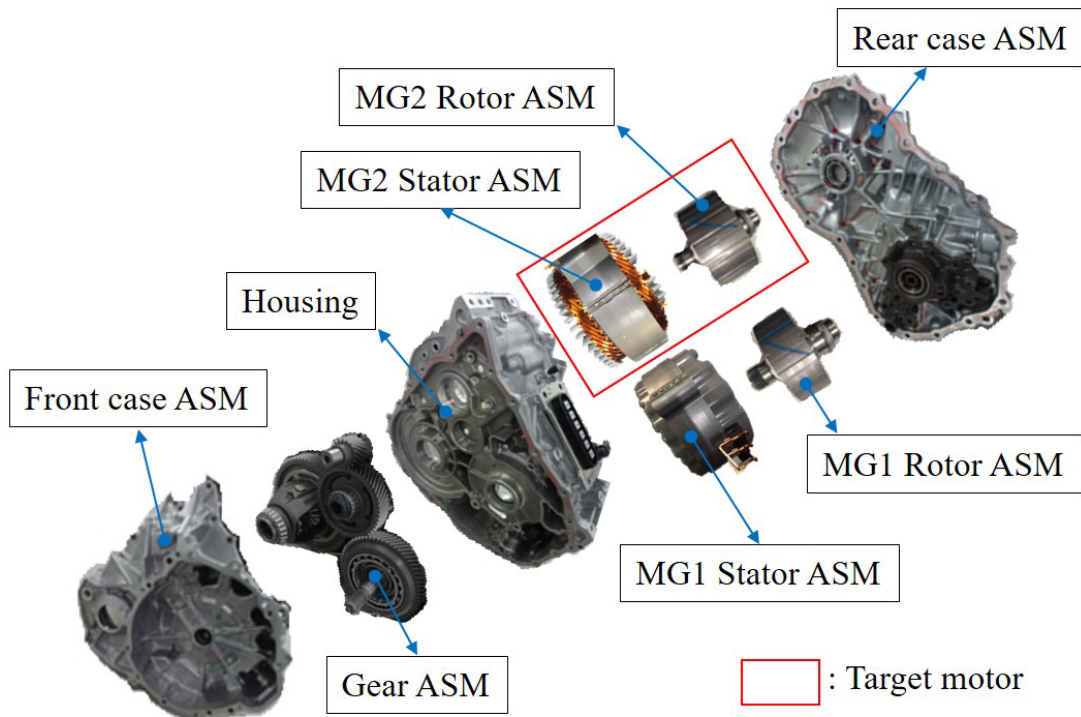 Rear case ASM
MG2 Rotor ASM
MG2 Stator ASM
Housing
Front case ASM
MG1 Rotor ASM
MG1 Stator ASM
Gear ASM
: Target motor